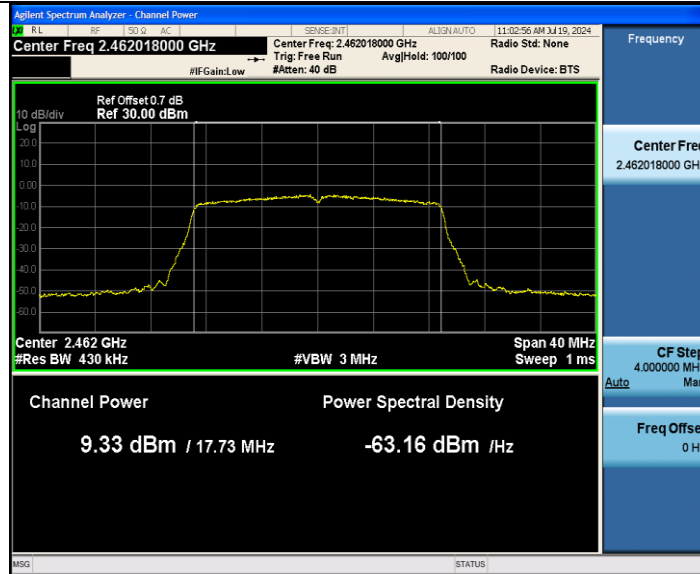 Agilent Spectrum Analyzer - Channel Power
RL RF 50 Ω AC SENSE:INT ALIGN AUTO 11:02:56 AM Jul 19, 2024
Center Freq 2.462018000 GHz
Center Freq: 2.462018000 GHz
Radio Std: None
Trig: Free Run Avg|Hold: 100/100
#IFGain:Low
#Atten: 40 dB
Radio Device: BTS
Ref Offset 0.7 dB
10 dB/div Ref 30.00 dBm
Log
20.0
10.0
0.00
-10.0
-20.0
-30.0
-40.0
-50.0
-60.0
Center 2.462 GHz
Span 40 MHz
#Res BW 430 kHz
#VBW 3 MHz
Sweep 1 ms
Channel Power
Power Spectral Density
9.33 dBm / 17.73 MHz
-63.16 dBm /Hz
MSG
STATUS
Frequency
Center Fre
2.462018000 GH
CF Step
4.000000 MH
Auto Ma
Freq Offse
0 H